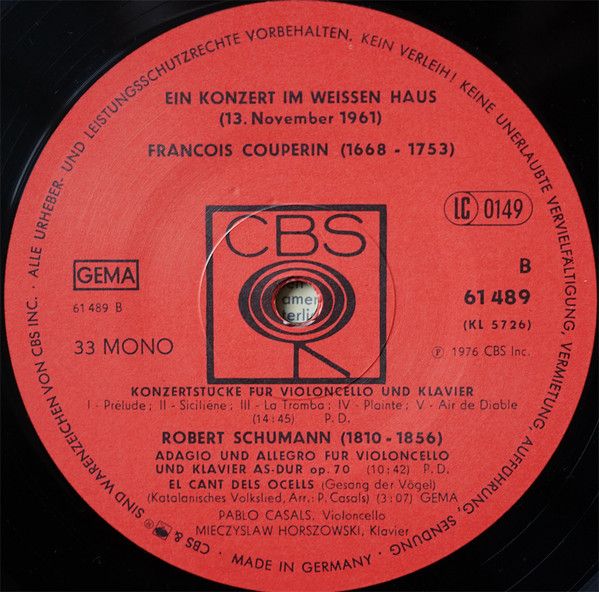 · ALLE URHEBER- UND LEISTUNGSSCHUTZRECHTE VORBEHALTEN, KEIN VERLEIH! KEINE UNERLAUBTE VERVIELFÄLTIGUNG, VERMIETUNG, AUFFÜHRUNG, SENDUNG
EIN KONZERT IM WEISSEN HAUS
(13. November 1961)
FRANCOIS COUPERIN (1668 - 1753)
CBS
LC 0149
GEMA
B
61 489 B
61 489
(KL 5726)
33 MONO
℗ 1976 CBS Inc.
amer
terlic
KONZERTSTUCKE FUR VIOLONCELLO UND KLAVIER
I - Prélude; II - Siciliène; III - La Tromba; IV - Plainte; V - Air de Diable
(14:45) P. D.
ROBERT SCHUMANN (1810 - 1856)
ADAGIO UND ALLEGRO FUR VIOLONCELLO
UND KLAVIER AS-DUR op. 70 (10:42) P. D.
EL CANT DELS OCELLS (Gesang der Vögel)
(Katalanisches Volkslied, Arr.: P. Casals) (3:07) GEMA
PABLO CASALS, Violoncello
MIECZYSLAW HORSZOWSKI, Klavier
CBS & ® SIND WARENZEICHEN VON CBS INC.
· MADE IN GERMANY ·